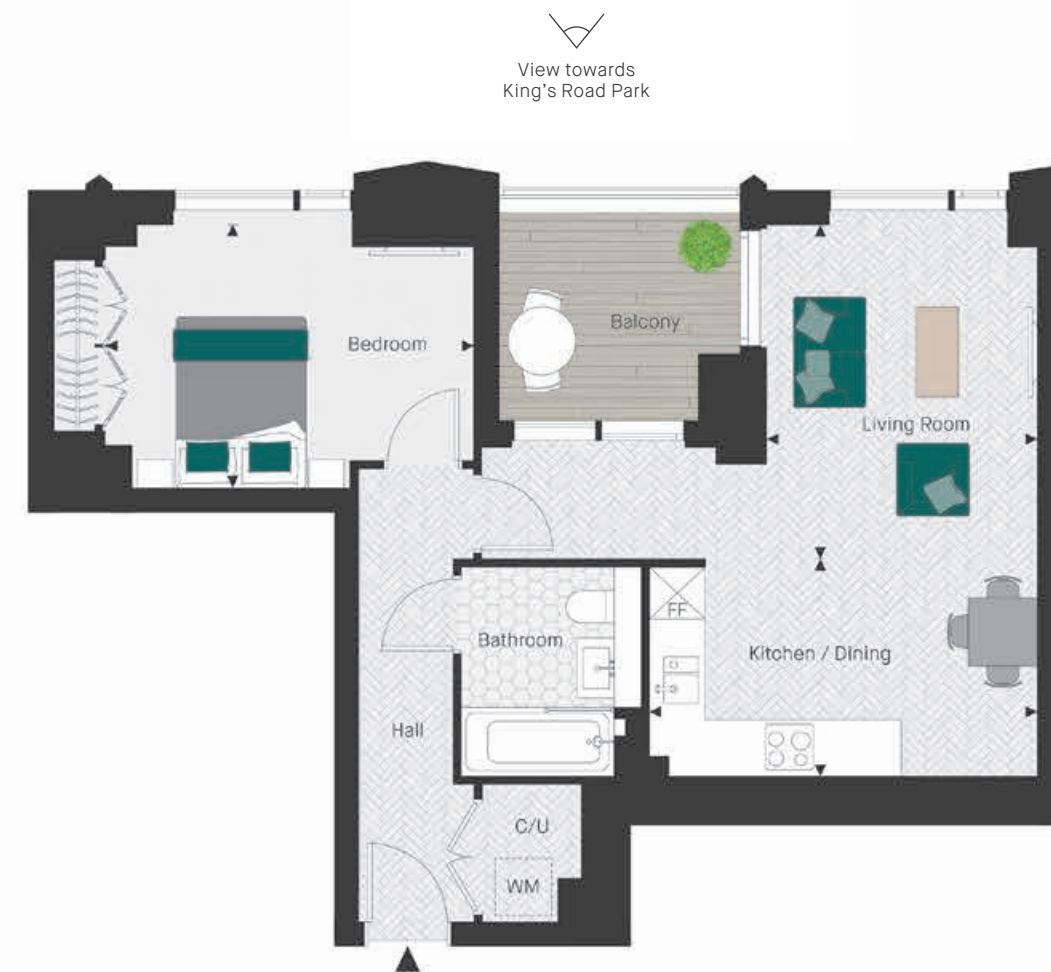 View towards
King's Road Park
Balcony
Bedroom
Living Room
FF
Bathroom
Kitchen / Dining
Hall
C/U
WM